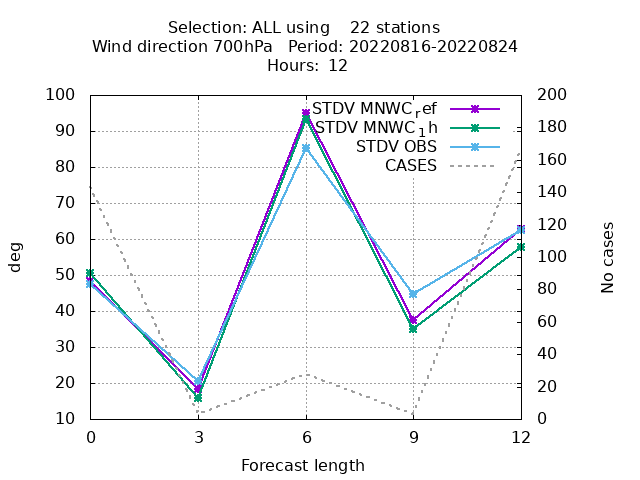 Selection: ALL using    22 stations
Wind direction 700hPa   Period: 20220816-20220824
Hours:  12
STDV MNWC_ref
STDV MNWC_1h
STDV OBS
CASES
deg
100
90
80
70
60
50
40
30
20
10
No cases
200
180
160
140
120
100
80
60
40
20
0
0 3 6 9 12
Forecast length